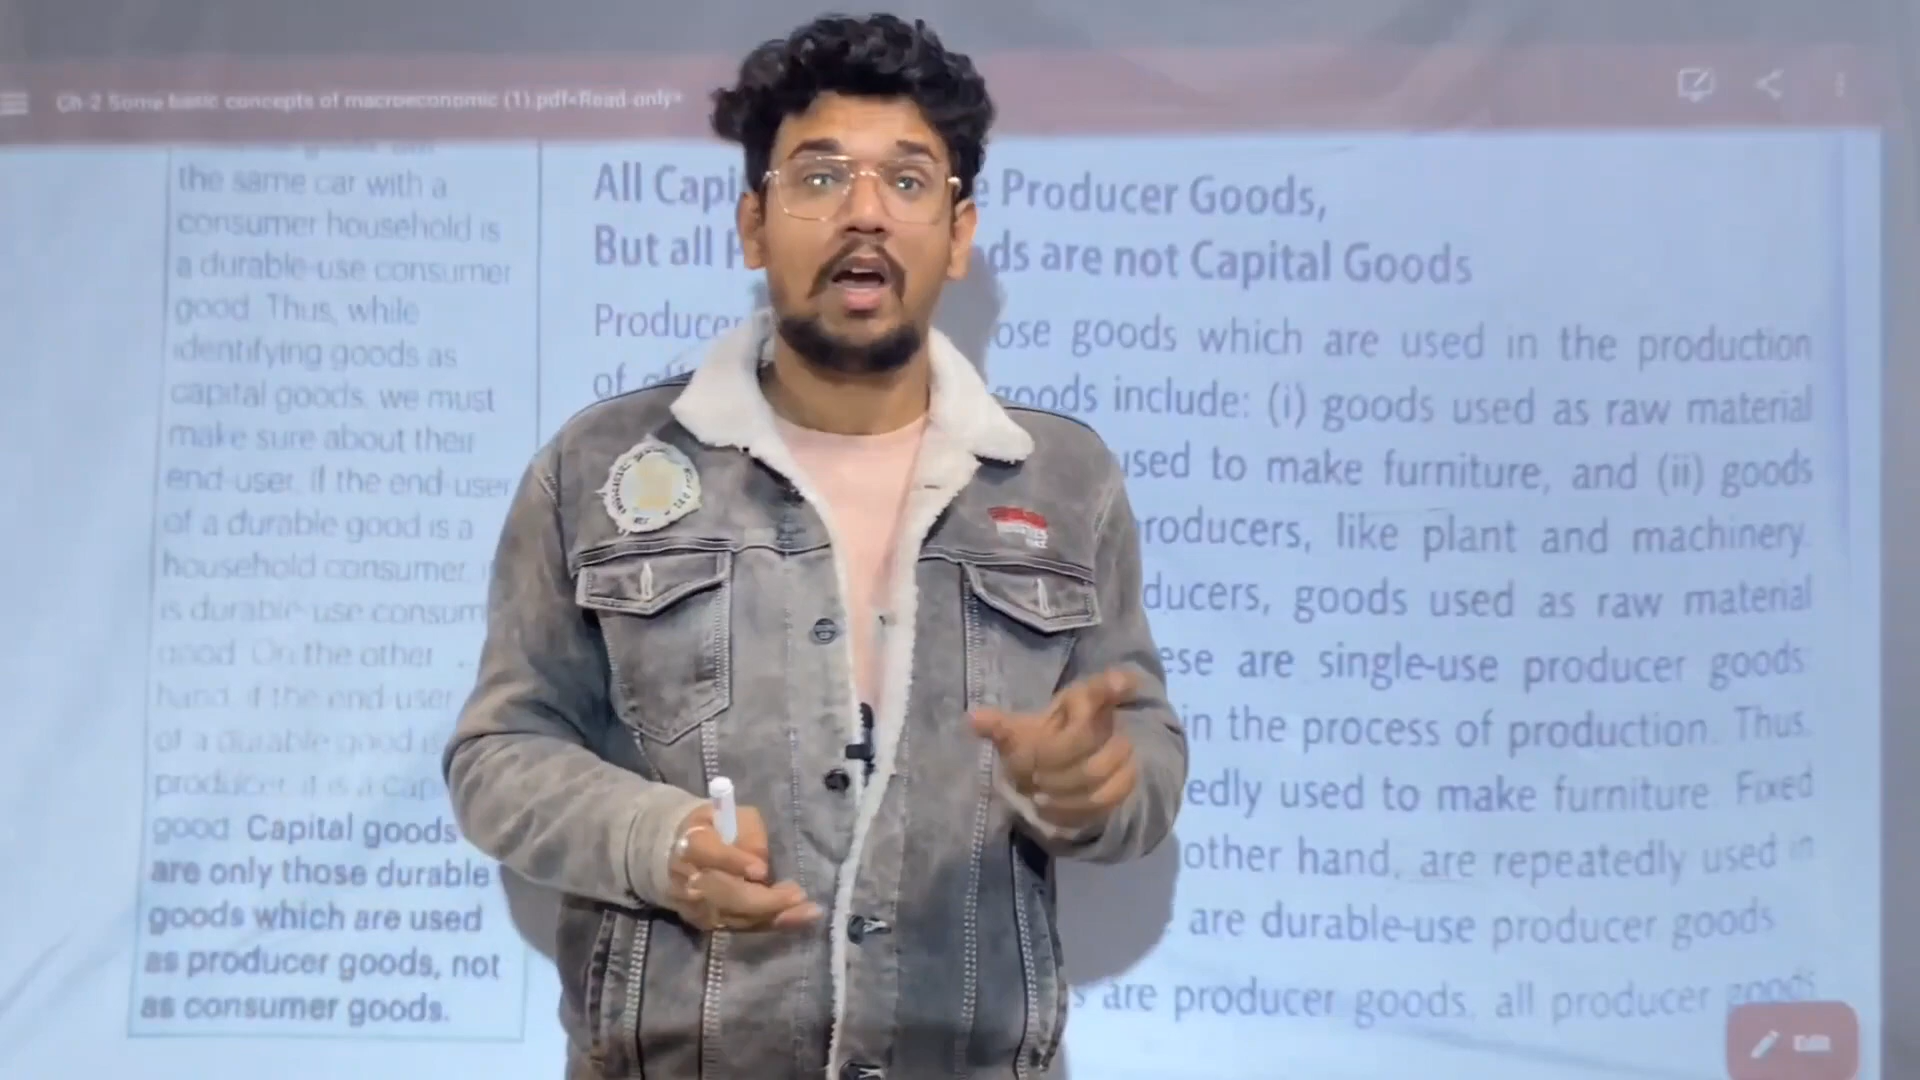 Ch-2 Some basic concepts of macroeconomic (1).pdf<Read-only>
the same car with a
consumer household is
a durable-use consumer
good. Thus, while
identifying goods as
capital goods, we must
make sure about their
end-user. If the end-user
of a durable good is a
household consumer,
is durable-use consum
good. On the other
hand, if the end-user
of a durable good is
producer, it is a cap
good. Capital goods
are only those durable
goods which are used
as producer goods, not
as consumer goods.
All Capi Producer Goods,
But all ds are not Capital Goods
Producer ose goods which are used in the production
of goods include: (i) goods used as raw material
used to make furniture, and (ii) goods
roducers, like plant and machinery.
ducers, goods used as raw material
ese are single-use producer goods
in the process of production. Thus,
edly used to make furniture. Fixed
other hand, are repeatedly used in
are durable-use producer goods
s are producer goods, all producer goods
Edit